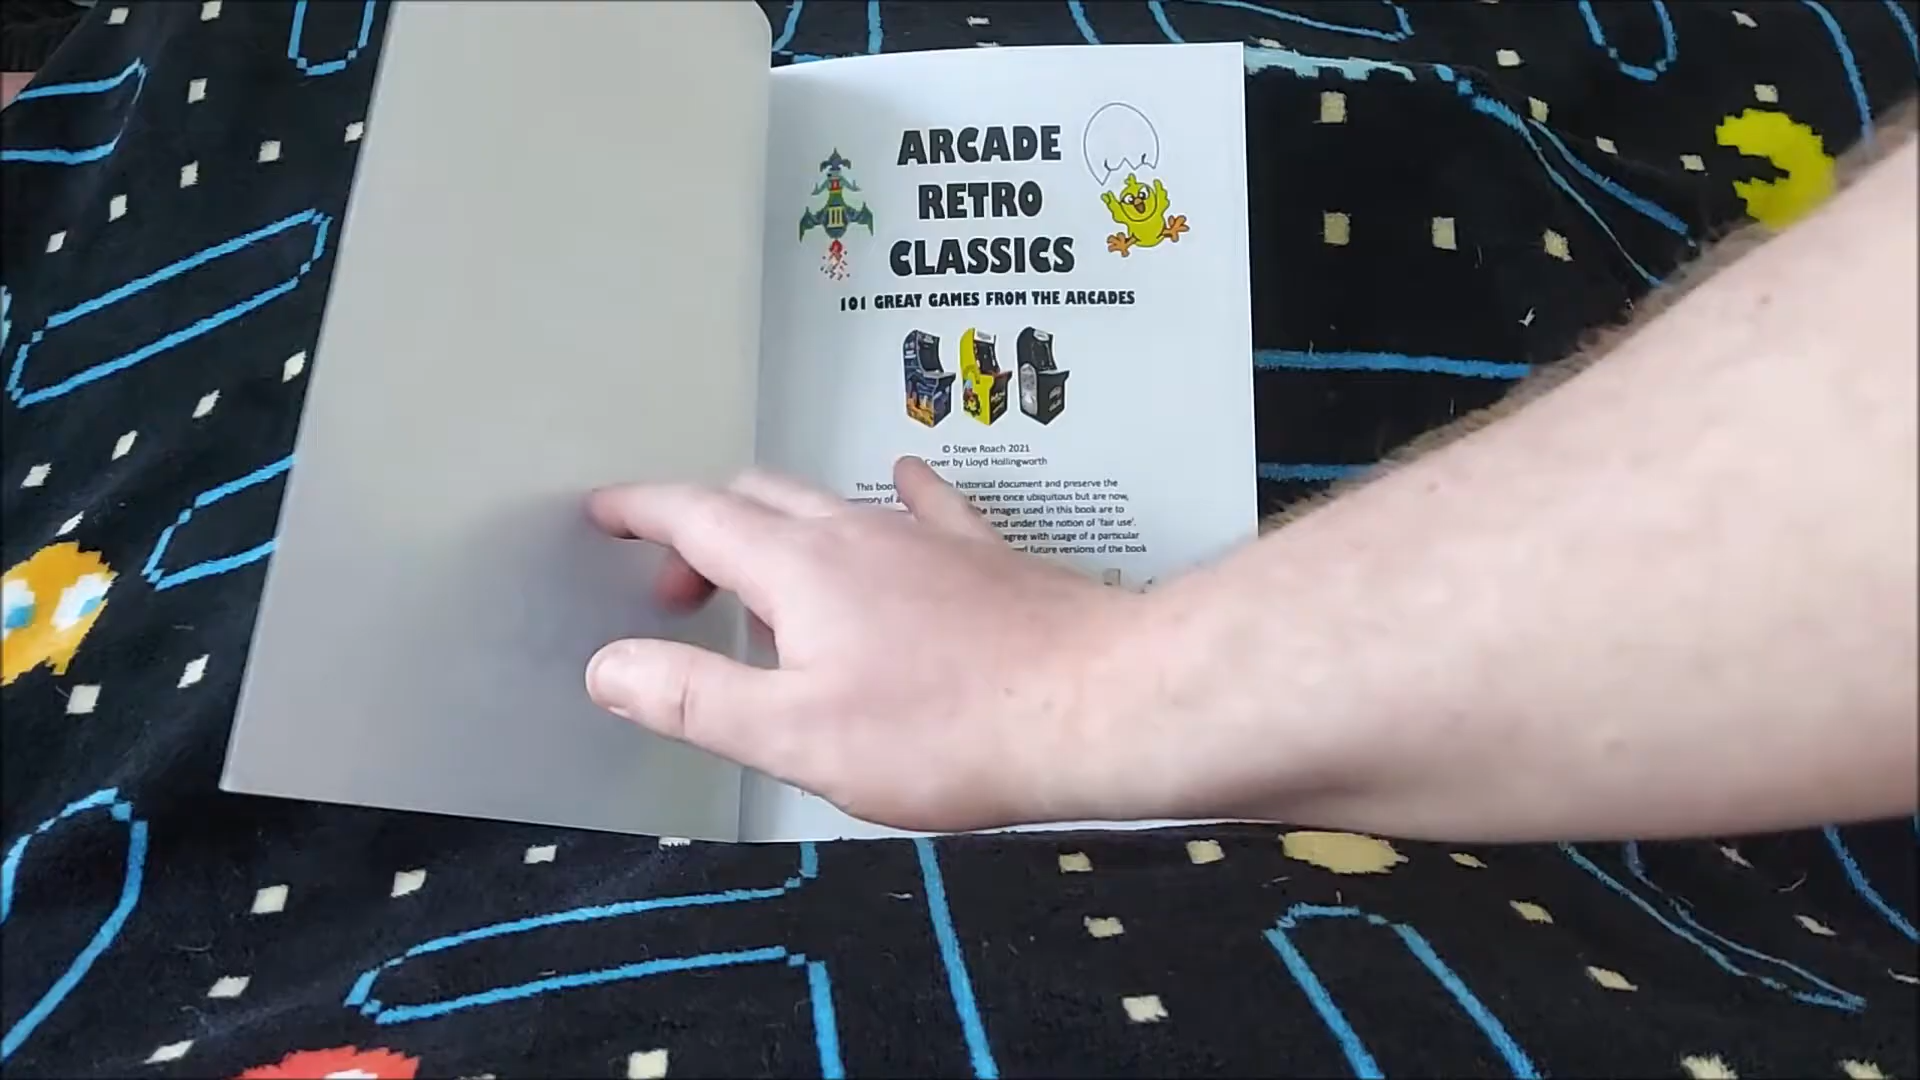 ARCADE
RETRO
CLASSICS
101 GREAT GAMES FROM THE ARCADES
© Steve Roach 2021
Cover by Lloyd Hollingworth
This historical document and preserve the
of were once ubiquitous but are now,
images used in this book are to
under the notion of 'fair use'.
with usage of a particular
future versions of the book